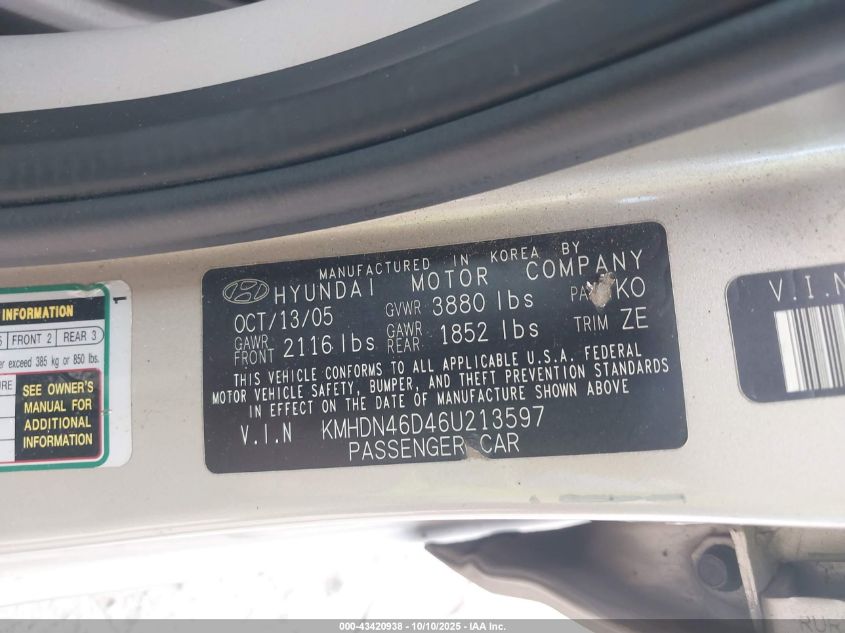 MANUFACTURED IN KOREA BY
HYUNDAI MOTOR COMPANY
OCT/13/05 GVWR 3880 lbs KO
GAWR FRONT 2116 lbs GAWR REAR 1852 lbs TRIM ZE
THIS VEHICLE CONFORMS TO ALL APPLICABLE U.S.A. FEDERAL
MOTOR VEHICLE SAFETY, BUMPER, AND THEFT PREVENTION STANDARDS
IN EFFECT ON THE DATE OF MANUFACTURE SHOWN ABOVE
V.I.N KMHDN46D46U213597
PASSENGER CAR
INFORMATION
FRONT 2 REAR 3
exceed 385 kg or 850 lbs.
SEE OWNER'S
MANUAL FOR
ADDITIONAL
INFORMATION
1
V.I.N
000-43420938 - 10/10/2025 - IAA Inc.